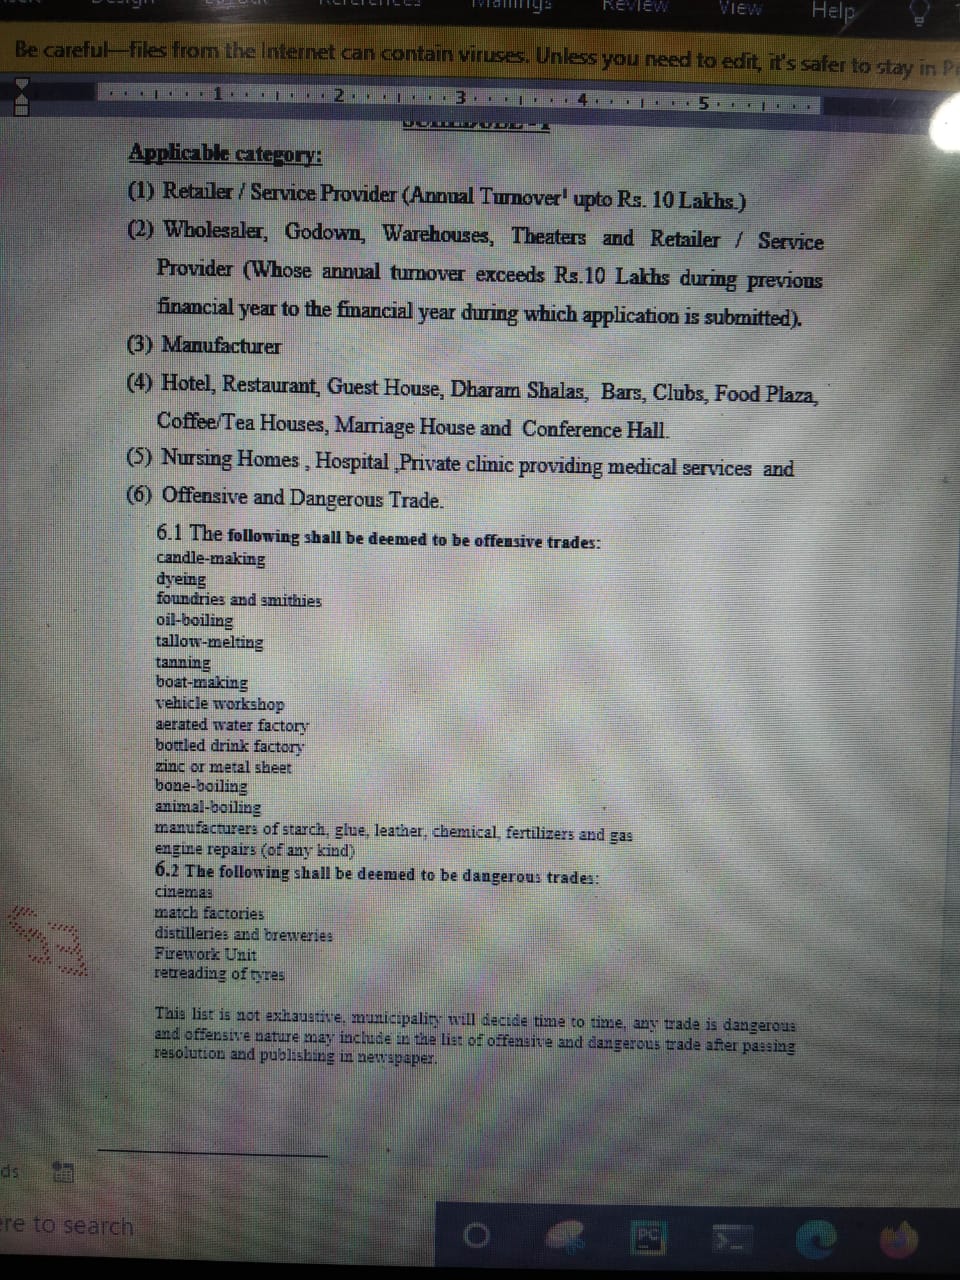 References
Mailings
Review
View
Help
Be careful—files from the Internet can contain viruses. Unless you need to edit, it's safer to stay in
1 2 3 4 5
Applicable category:
(1) Retailer / Service Provider (Annual Turnover¹ upto Rs. 10 Lakhs.)
(2) Wholesaler, Godown, Warehouses, Theaters and Retailer / Service
Provider (Whose annual turnover exceeds Rs.10 Lakhs during previous
financial year to the financial year during which application is submitted).
(3) Manufacturer
(4) Hotel, Restaurant, Guest House, Dharam Shalas, Bars, Clubs, Food Plaza,
Coffee/Tea Houses, Marriage House and Conference Hall.
(5) Nursing Homes , Hospital ,Private clinic providing medical services and
(6) Offensive and Dangerous Trade.
6.1 The following shall be deemed to be offensive trades:
candle-making
dyeing
foundries and smithies
oil-boiling
tallow-melting
tanning
boat-making
vehicle workshop
aerated water factory
bottled drink factory
zinc or metal sheet
bone-boiling
animal-boiling
manufacturers of starch, glue, leather, chemical, fertilizers and gas
engine repairs (of any kind)
6.2 The following shall be deemed to be dangerous trades:
cinemas
match factories
distilleries and breweries
Firework Unit
retreading of tyres
This list is not exhaustive, municipality will decide time to time, any trade is dangerous
and offensive nature may include in the list of offensive and dangerous trade after passing
resolution and publishing in newspaper.
ds
ere to search
PC